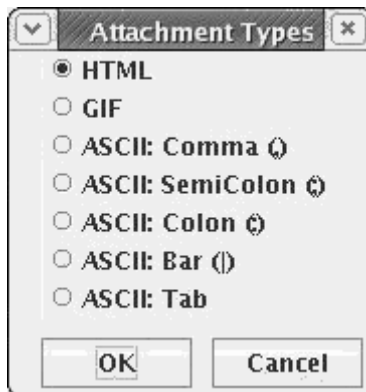 Attachment Types
HTML
GIF
ASCII: Comma (,)
ASCII: SemiColon (;)
ASCII: Colon (:)
ASCII: Bar (|)
ASCII: Tab
OK Cancel